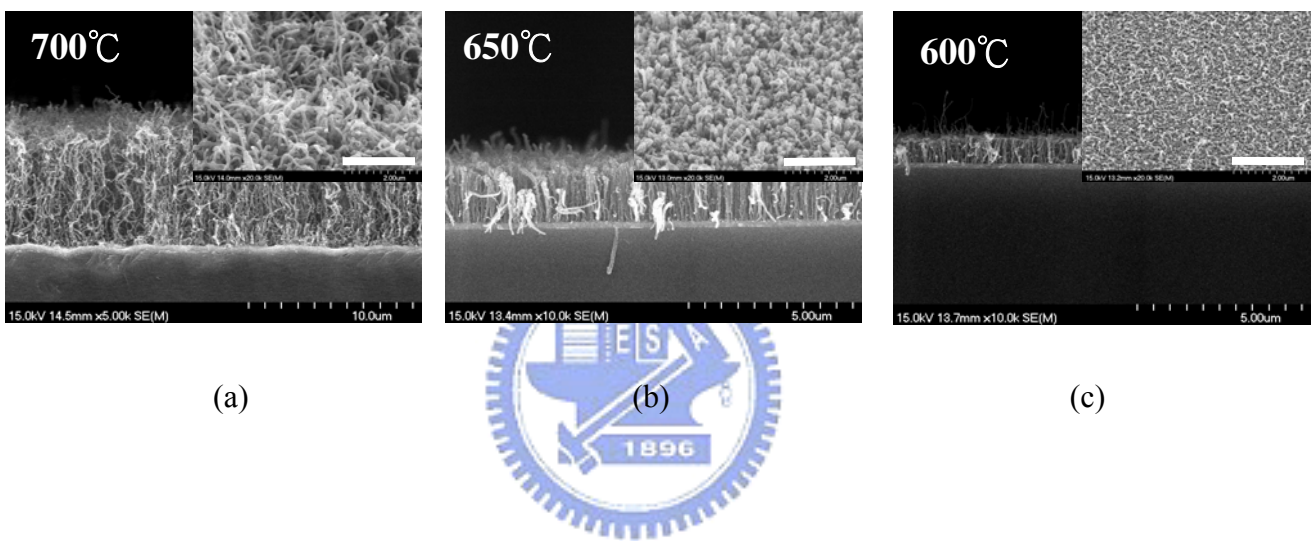 700℃
15.0kV 14.0mm x20.0k SE(M) 2.00um
15.0kV 14.5mm x5.00k SE(M) 10.0um
650℃
15.0kV 13.0mm x20.0k SE(M) 2.00um
15.0kV 13.4mm x10.0k SE(M) 5.00um
600℃
15.0kV 13.2mm x20.0k SE(M) 2.00um
15.0kV 13.7mm x10.0k SE(M) 5.00um
E S A
1896
(a)
(b)
(c)